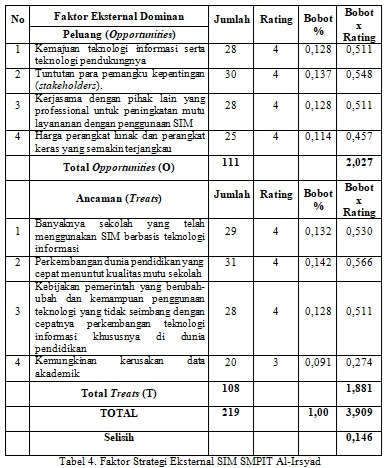 No Faktor Eksternal Dominan Jumlah Rating Bobot % Bobot x Rating
Peluang (Opportunities)
1 Kemajuan teknologi informasi serta 28 4 0,128 0,511
teknologi pendukungnya
2 Tuntutan para pemangku kepentingan 30 4 0,137 0,548
(stakeholders).
3 Kerjasama dengan pihak lain yang 28 4 0,128 0,511
professional untuk peningkatan mutu
layananan dengan penggunaan SIM
4 Harga perangkat lunak dan perangkat 25 4 0,114 0,457
keras yang semakinterjangkau
Total Opportunities (O) 111 2,027
Ancaman (Treats) Jumlah Rating Bobot % Bobot x Rating
1 Banyaknya sekolah yang telah 29 4 0,132 0,530
menggunakan SIM berbasis teknologi
informasi
2 Perkembangan dunia pendidikan yang 31 4 0,142 0,566
cepat menuntut kualitas mutu sekolah
3 Kebijakan pemerintah yang berubah- 28 4 0,128 0,511
ubah dan kemampuan penggunaan
teknologi yang tidak seimbang dengan
cepatnya perkembangan teknologi
informasi khususnya di dunia
pendidikan
4 Kemungkinan kerusakan data 20 3 0,091 0,274
akademik
Total Treats (T) 108 1,881
TOTAL 219 1,00 3,909
Selisih 0,146
Tabel 4. Faktor Strategi Eksternal SIM SMPIT Al-Irsyad